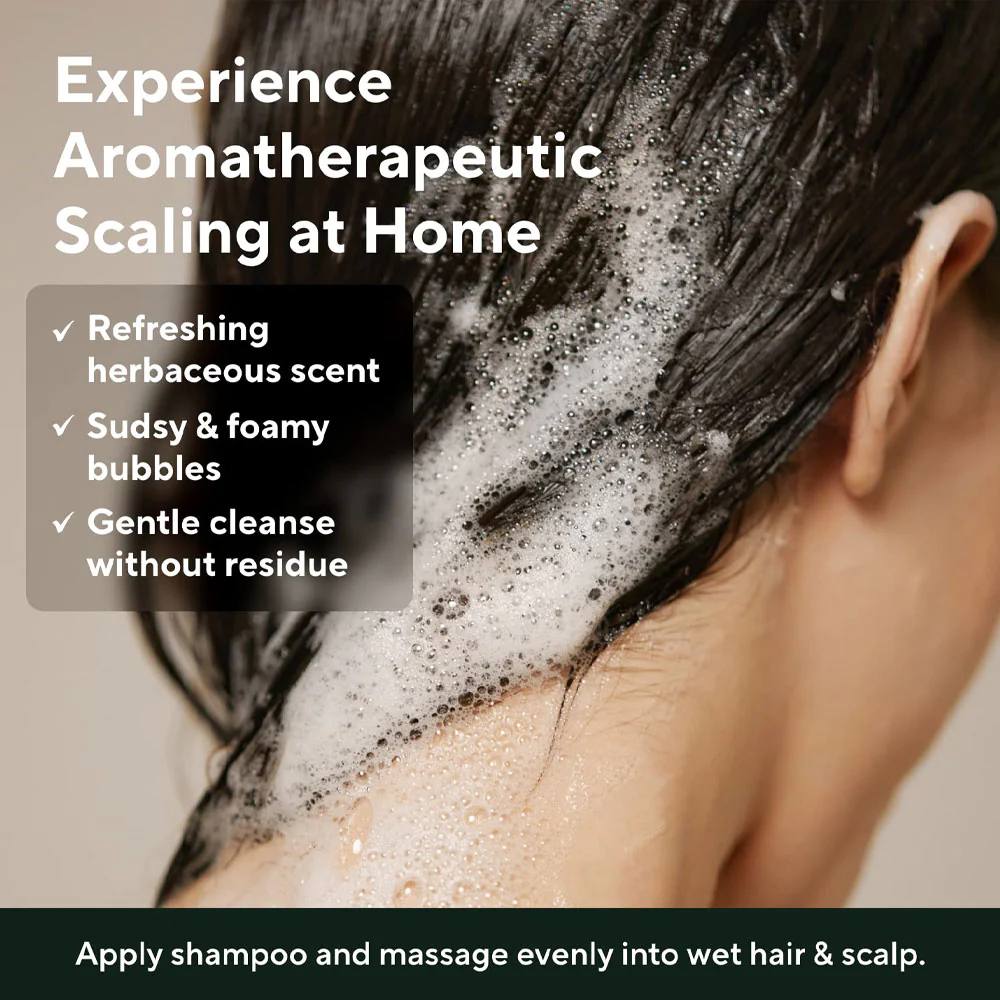 Experience
Aromatherapeutic
Scaling at Home
✓ Refreshing
herbaceous scent
✓ Sudsy & foamy
bubbles
✓ Gentle cleanse
without residue
Apply shampoo and massage evenly into wet hair & scalp.